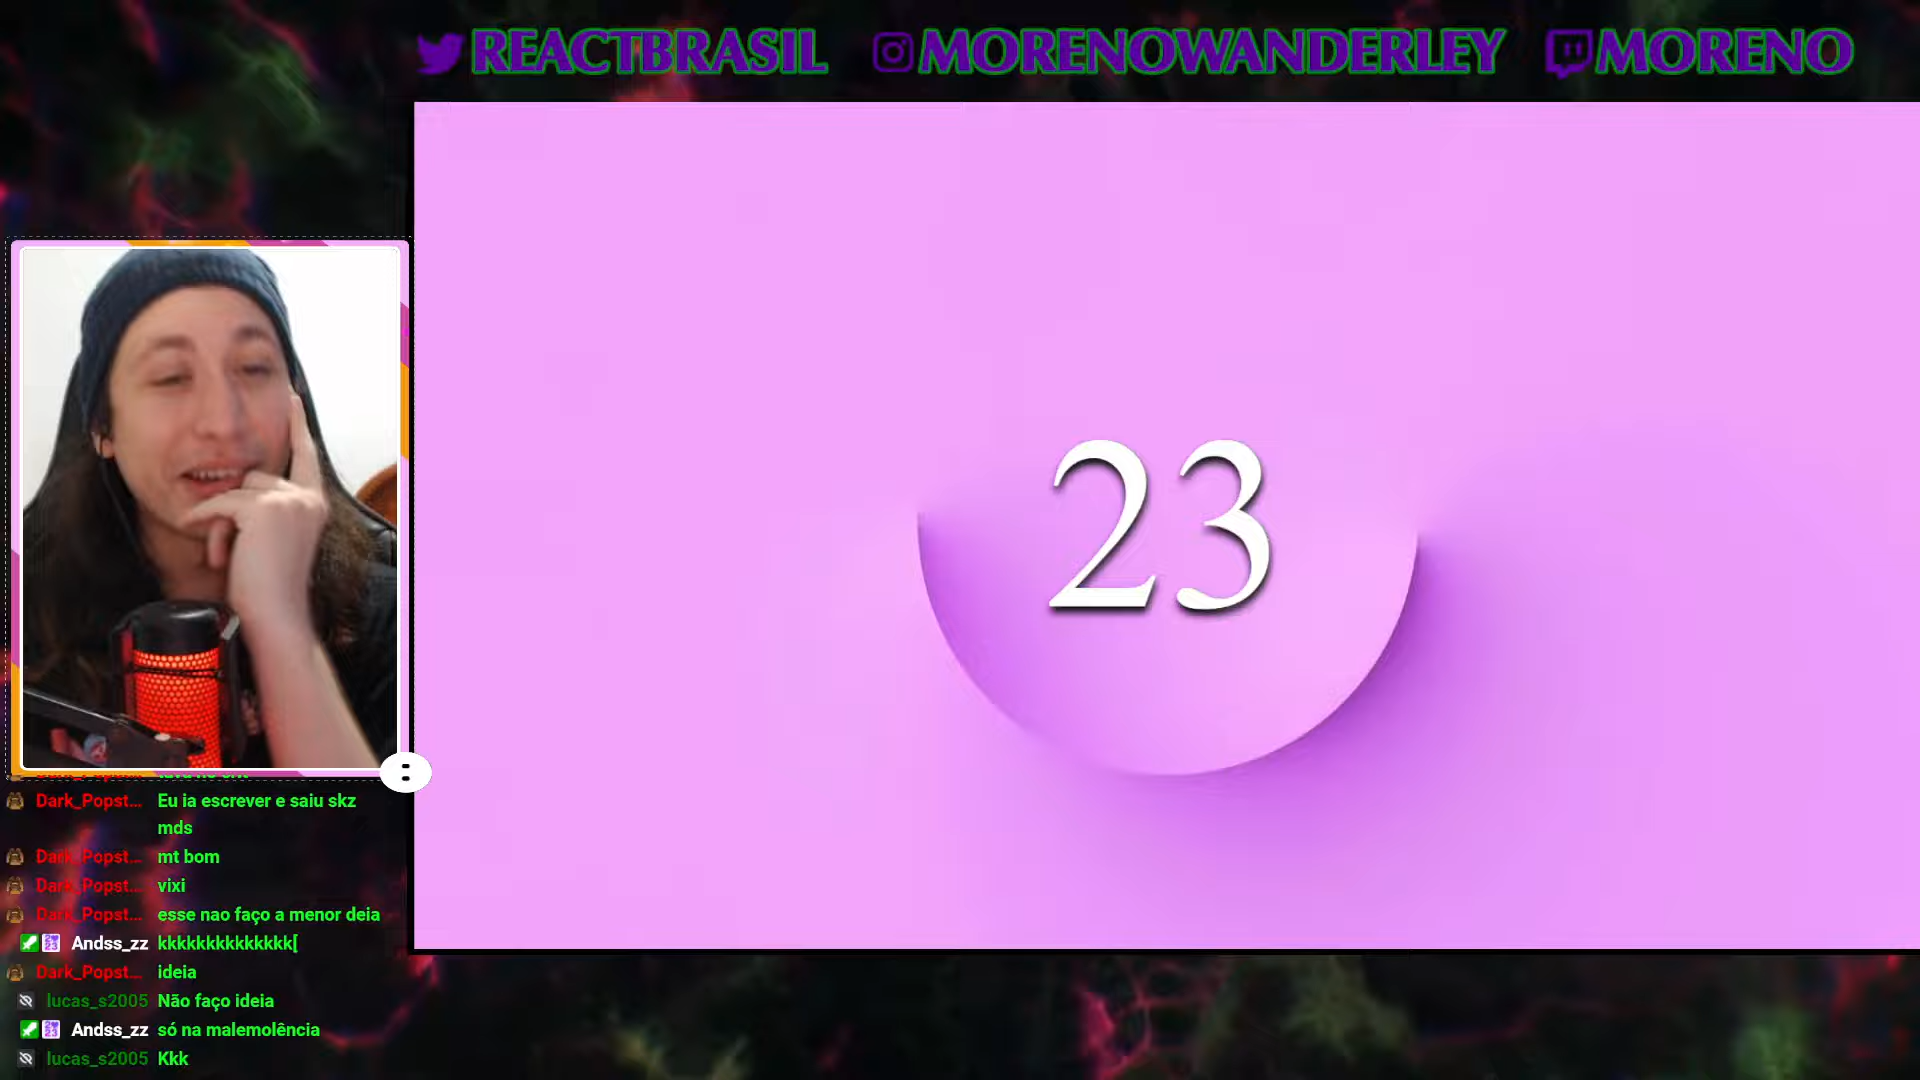 REACTBRASIL MORENOWANDERLEY MORENO
23
Dark_Popst... Eu ia escrever e saiu skz
mds
Dark_Popst... mt bom
Dark_Popst... vixi
Dark_Popst... esse nao faço a menor deia
Andss_zz kkkkkkkkkkkkkk[
Dark_Popst... ideia
lucas_s2005 Não faço ideia
Andss_zz só na malemolência
lucas_s2005 Kkk